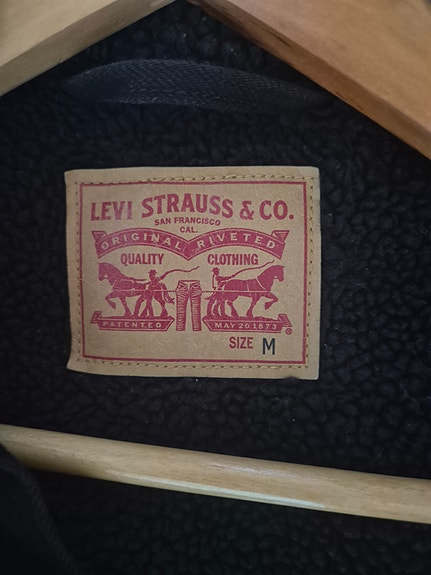 LEVI STRAUSS & CO.
SAN FRANCISCO
CAL.
ORIGINAL RIVETED
QUALITY CLOTHING
PATENTED MAY 20 1873 ®
SIZE M